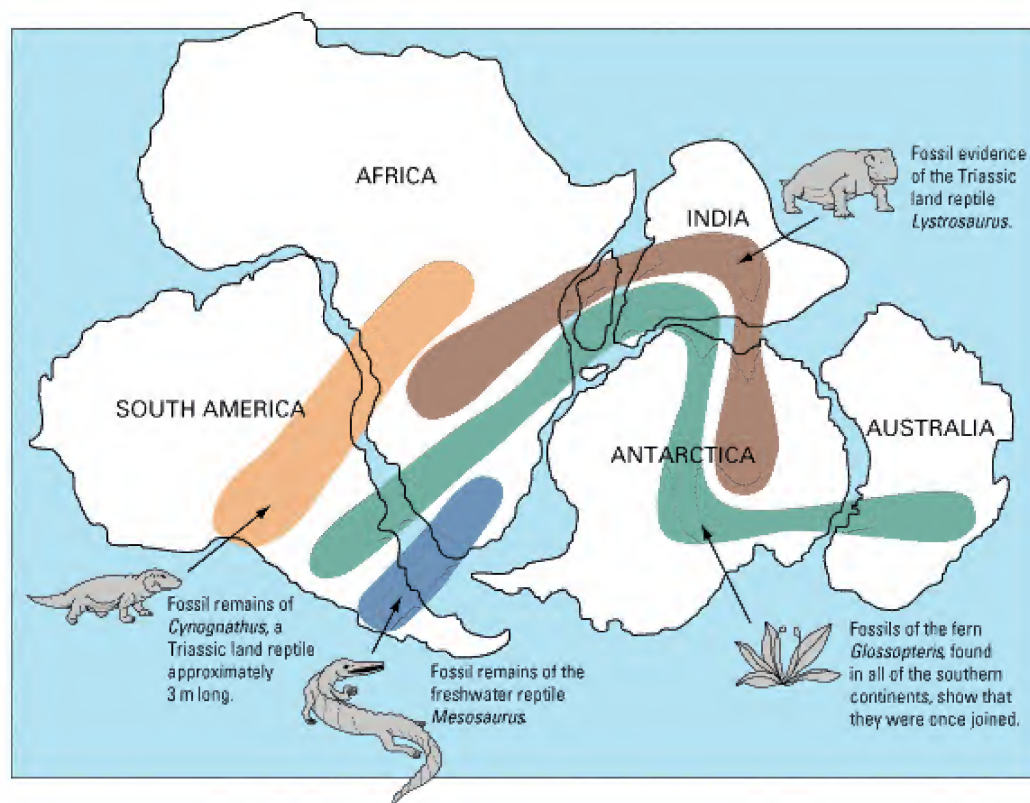 AFRICA
Fossil evidence
of the Triassic
land reptile
Lystrosaurus.
INDIA
SOUTH AMERICA
AUSTRALIA
ANTARCTICA
Fossil remains of
Cynognathus, a
Triassic land reptile
approximately
3 m long.
Fossil remains of the
freshwater reptile
Mesosaurus.
Fossils of the fern
Glossopteris, found
in all of the southern
continents, show that
they were once joined.